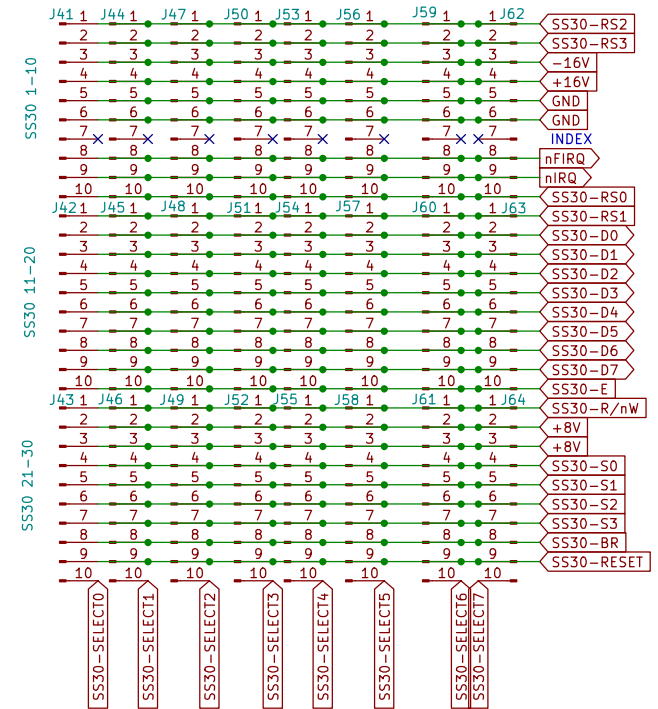 J41 1 J44 1 J47 1 J50 1 J53 1 J56 1 J59 1 1 J62 SS30-RS2
2 2 2 2 2 2 2 2 SS30-RS3
3 3 3 3 3 3 3 3 -16V
4 4 4 4 4 4 4 4 +16V
5 5 5 5 5 5 5 5 GND
6 6 6 6 6 6 6 6 GND
7 7 7 7 7 7 7 7 INDEX
8 8 8 8 8 8 8 8 nFIRQ
9 9 9 9 9 9 9 9 nIRQ
10 10 10 10 10 10 10 10 SS30-RS0
SS30 1-10
J42 1 J45 1 J48 1 J51 1 J54 1 J57 1 J60 1 1 J63 SS30-RS1
2 2 2 2 2 2 2 2 SS30-D0
3 3 3 3 3 3 3 3 SS30-D1
4 4 4 4 4 4 4 4 SS30-D2
5 5 5 5 5 5 5 5 SS30-D3
6 6 6 6 6 6 6 6 SS30-D4
7 7 7 7 7 7 7 7 SS30-D5
8 8 8 8 8 8 8 8 SS30-D6
9 9 9 9 9 9 9 9 SS30-D7
10 10 10 10 10 10 10 10 SS30-E
SS30 11-20
J43 1 J46 1 J49 1 J52 1 J55 1 J58 1 J61 1 1 J64 SS30-R/nW
2 2 2 2 2 2 2 2 +8V
3 3 3 3 3 3 3 3 +8V
4 4 4 4 4 4 4 4 SS30-S0
5 5 5 5 5 5 5 5 SS30-S1
6 6 6 6 6 6 6 6 SS30-S2
7 7 7 7 7 7 7 7 SS30-S3
8 8 8 8 8 8 8 8 SS30-BR
9 9 9 9 9 9 9 9 SS30-RESET
10 10 10 10 10 10 10 10
SS30 21-30
SS30-SELECT0
SS30-SELECT1
SS30-SELECT2
SS30-SELECT3
SS30-SELECT4
SS30-SELECT5
SS30-SELECT6
SS30-SELECT7